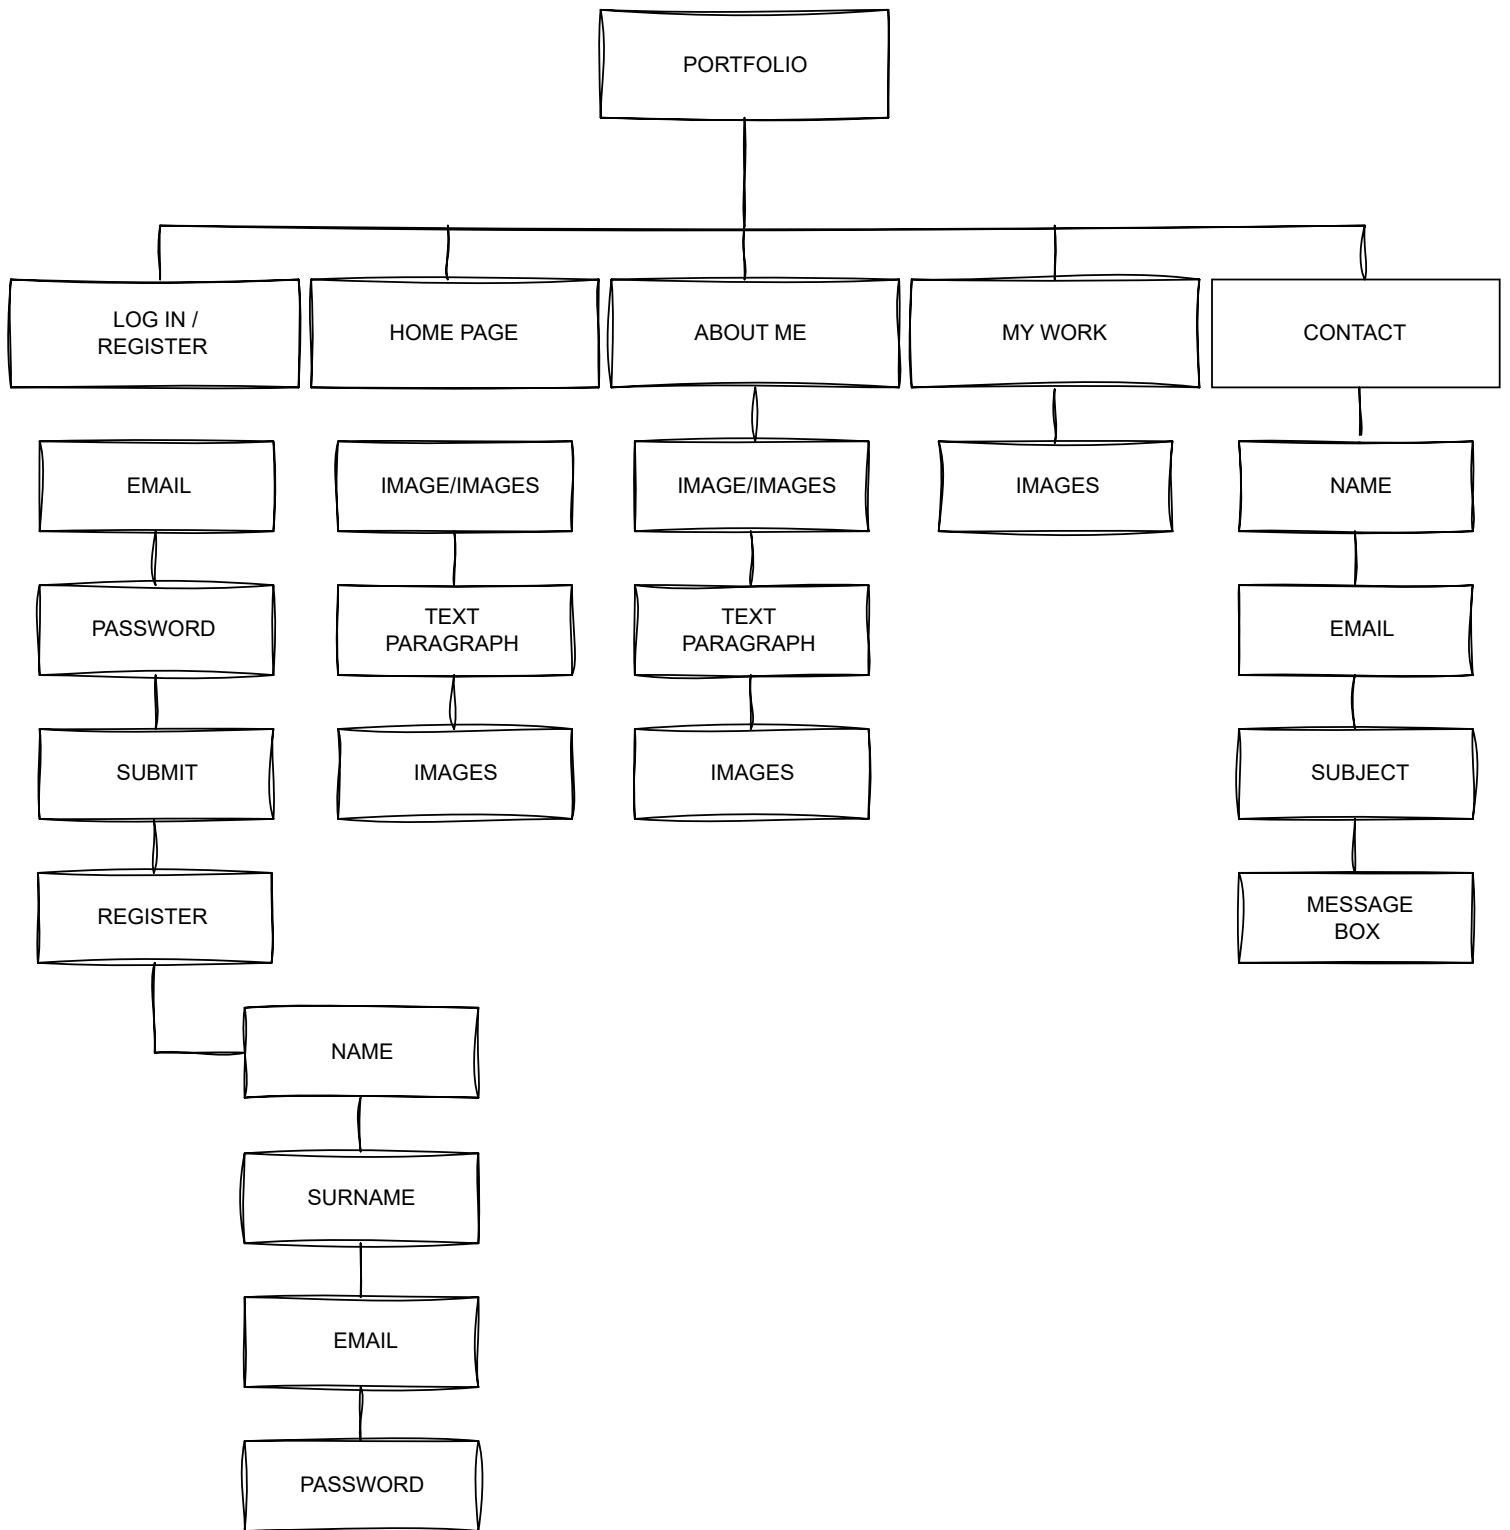 PORTFOLIO
LOG IN /
REGISTER
HOME PAGE
ABOUT ME
MY WORK
CONTACT
EMAIL
IMAGE/IMAGES
IMAGE/IMAGES
IMAGES
NAME
PASSWORD
TEXT
PARAGRAPH
TEXT
PARAGRAPH
EMAIL
SUBMIT
IMAGES
IMAGES
SUBJECT
REGISTER
MESSAGE
BOX
NAME
SURNAME
EMAIL
PASSWORD